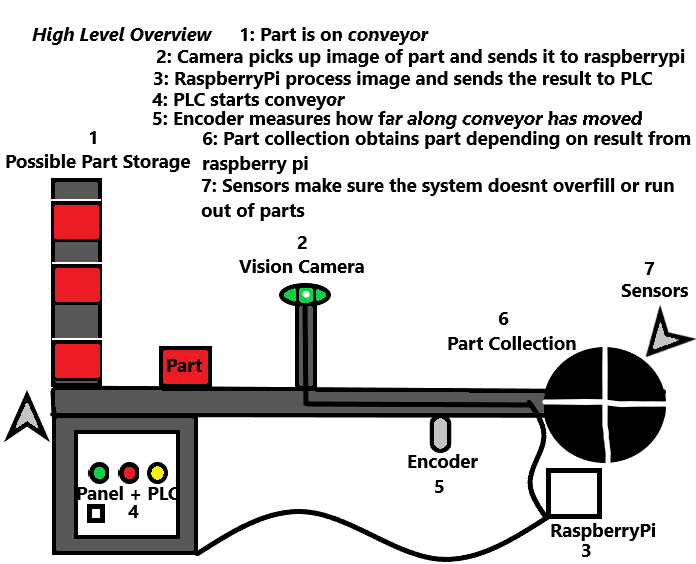 High Level Overview 1: Part is on conveyor
2: Camera picks up image of part and sends it to raspberrypi
3: RaspberryPi process image and sends the result to PLC
4: PLC starts conveyor
5: Encoder measures how far along conveyor has moved
6: Part collection obtains part depending on result from
raspberry pi
7: Sensors make sure the system doesnt overfill or run
out of parts
1
Possible Part Storage
2
Vision Camera
7
Sensors
6
Part Collection
Part
Encoder
5
Panel + PLC
4
RaspberryPi
3